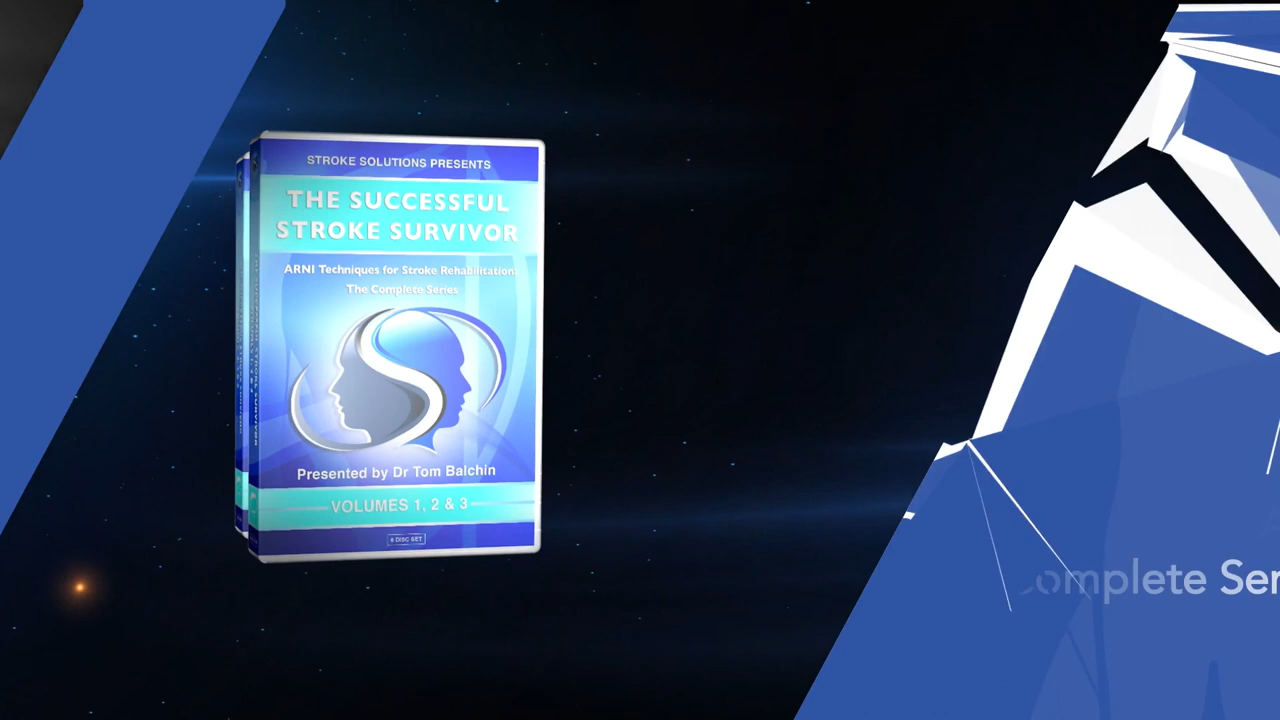 STROKE SOLUTIONS PRESENTS
THE SUCCESSFUL
STROKE SURVIVOR
ARNI Techniques for Stroke Rehabilitation:
The Complete Series
Presented by Dr Tom Balchin
VOLUMES 1, 2 & 3
6 DISC SET
omplete Ser